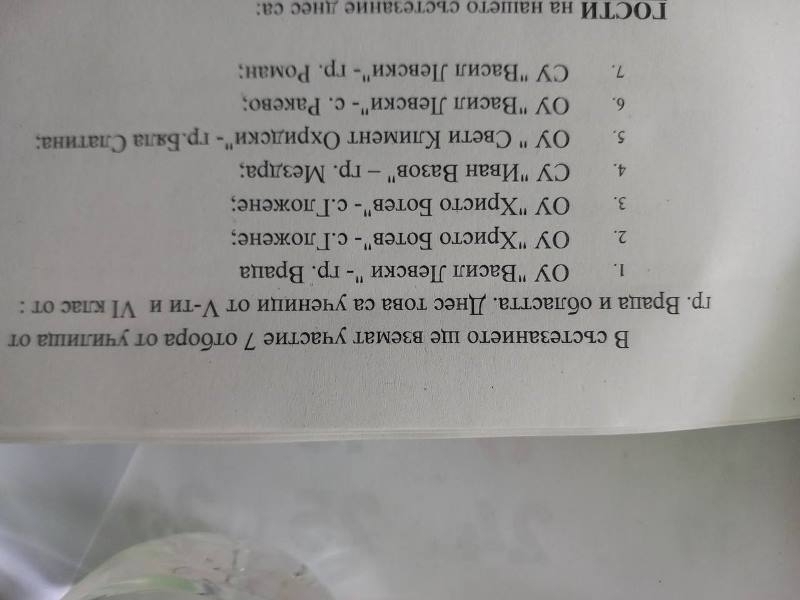 В състезанието ще вземат участие 7 отбора от училища от
гр. Враца и областта. Днес това са ученици от V-ти и VI клас от :
1. ОУ "Васил Левски "- гр. Враца
2. ОУ "Христо Ботев"- с.Гложене;
3. ОУ "Христо Ботев"- с.Гложене;
4. СУ "Иван Вазов" – гр. Мездра;
5. ОУ " Свети Климент Охридски"- гр.Бяла Слатина;
6. ОУ "Васил Левски"- с. Ракево;
7. СУ "Васил Левски"- гр. Роман;
ГОСТИ на нашето състезание днес са: